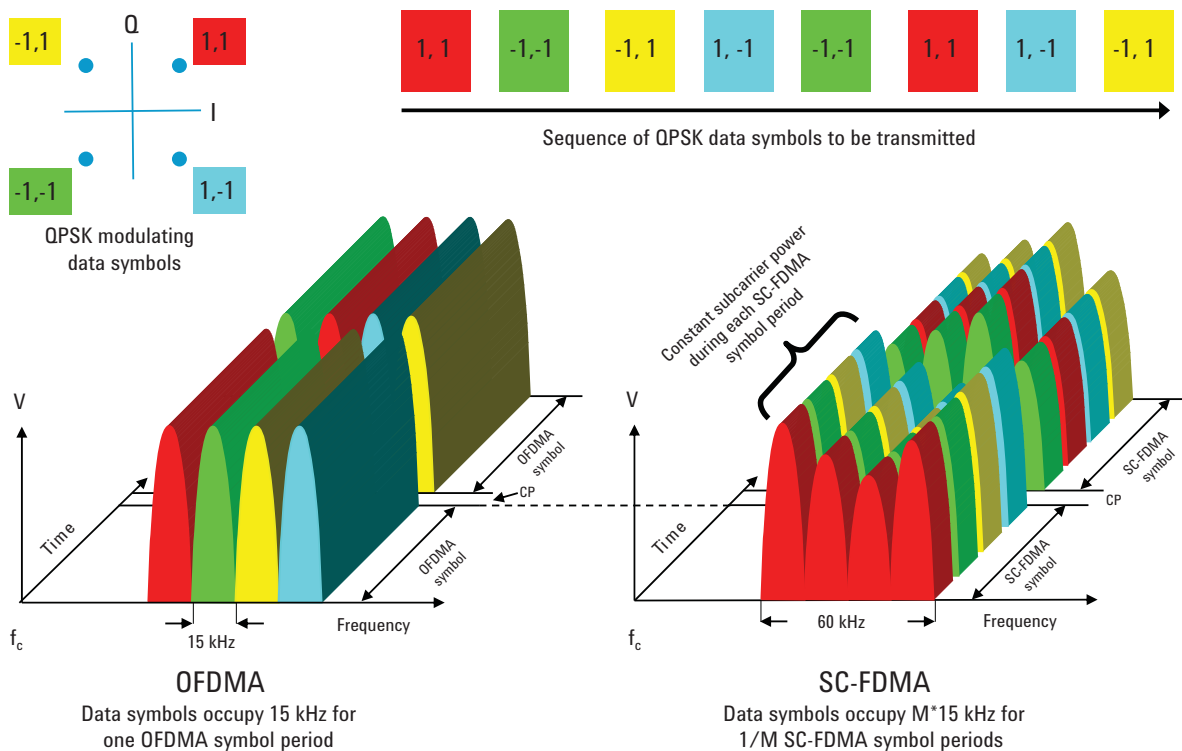 -1,1
Q
1,1
I
-1,-1
1,-1
QPSK modulating
data symbols
1, 1
-1,-1
-1, 1
1, -1
-1,-1
1, 1
1, -1
-1, 1
Sequence of QPSK data symbols to be transmitted
V
Time
OFDMA
symbol
CP
OFDMA
symbol
15 kHz
Frequency
fc
OFDMA
Data symbols occupy 15 kHz for
one OFDMA symbol period
Constant subcarrier power
during each SC-FDMA
symbol period
V
Time
SC-FDMA
symbol
CP
SC-FDMA
symbol
60 kHz
Frequency
fc
SC-FDMA
Data symbols occupy M*15 kHz for
1/M SC-FDMA symbol periods